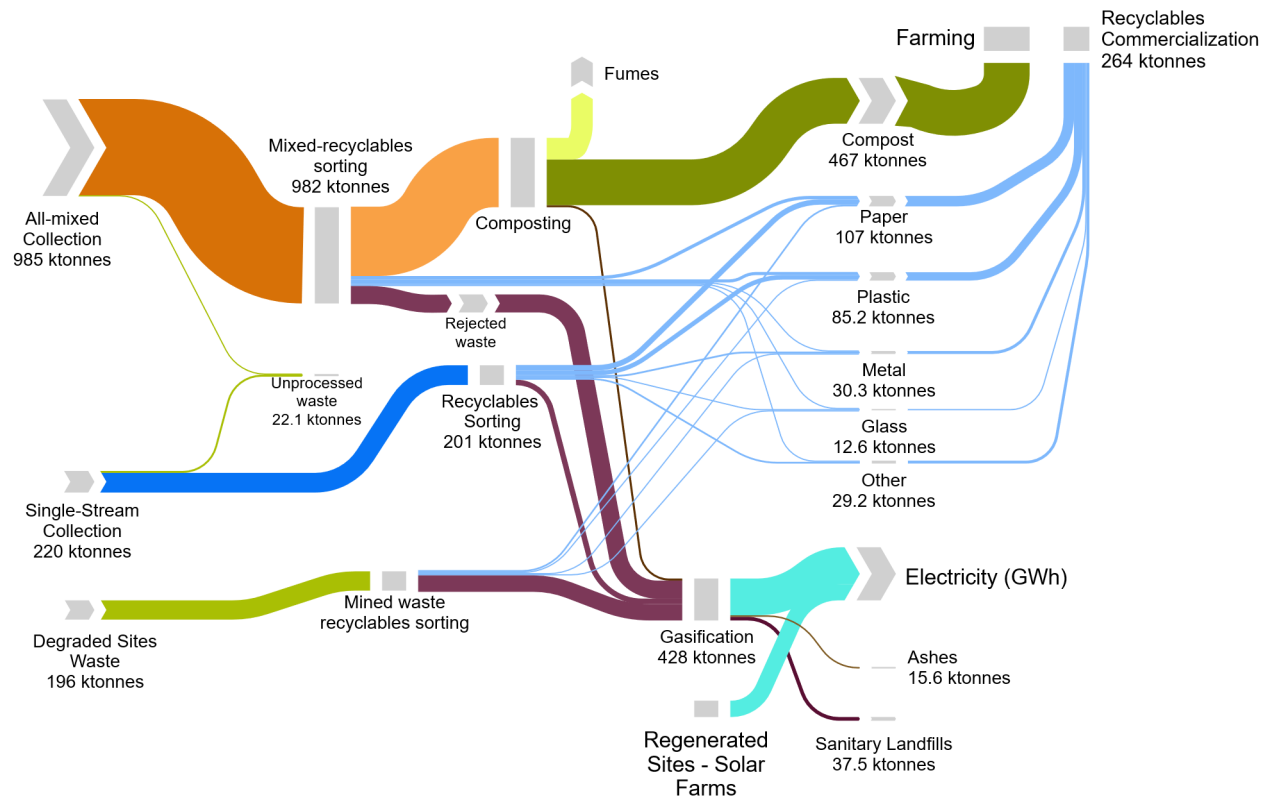 Recyclables
Commercialization
264 ktonnes
Farming
Fumes
Compost
467 ktonnes
Mixed-recyclables
sorting
982 ktonnes
All-mixed
Collection
985 ktonnes
Composting
Paper
107 ktonnes
Plastic
85.2 ktonnes
Rejected
waste
Metal
30.3 ktonnes
Unprocessed
waste
22.1 ktonnes
Recyclables
Sorting
201 ktonnes
Glass
12.6 ktonnes
Other
29.2 ktonnes
Single-Stream
Collection
220 ktonnes
Electricity (GWh)
Mined waste
recyclables sorting
Degraded Sites
Waste
196 ktonnes
Gasification
428 ktonnes
Ashes
15.6 ktonnes
Regenerated
Sites - Solar
Farms
Sanitary Landfills
37.5 ktonnes